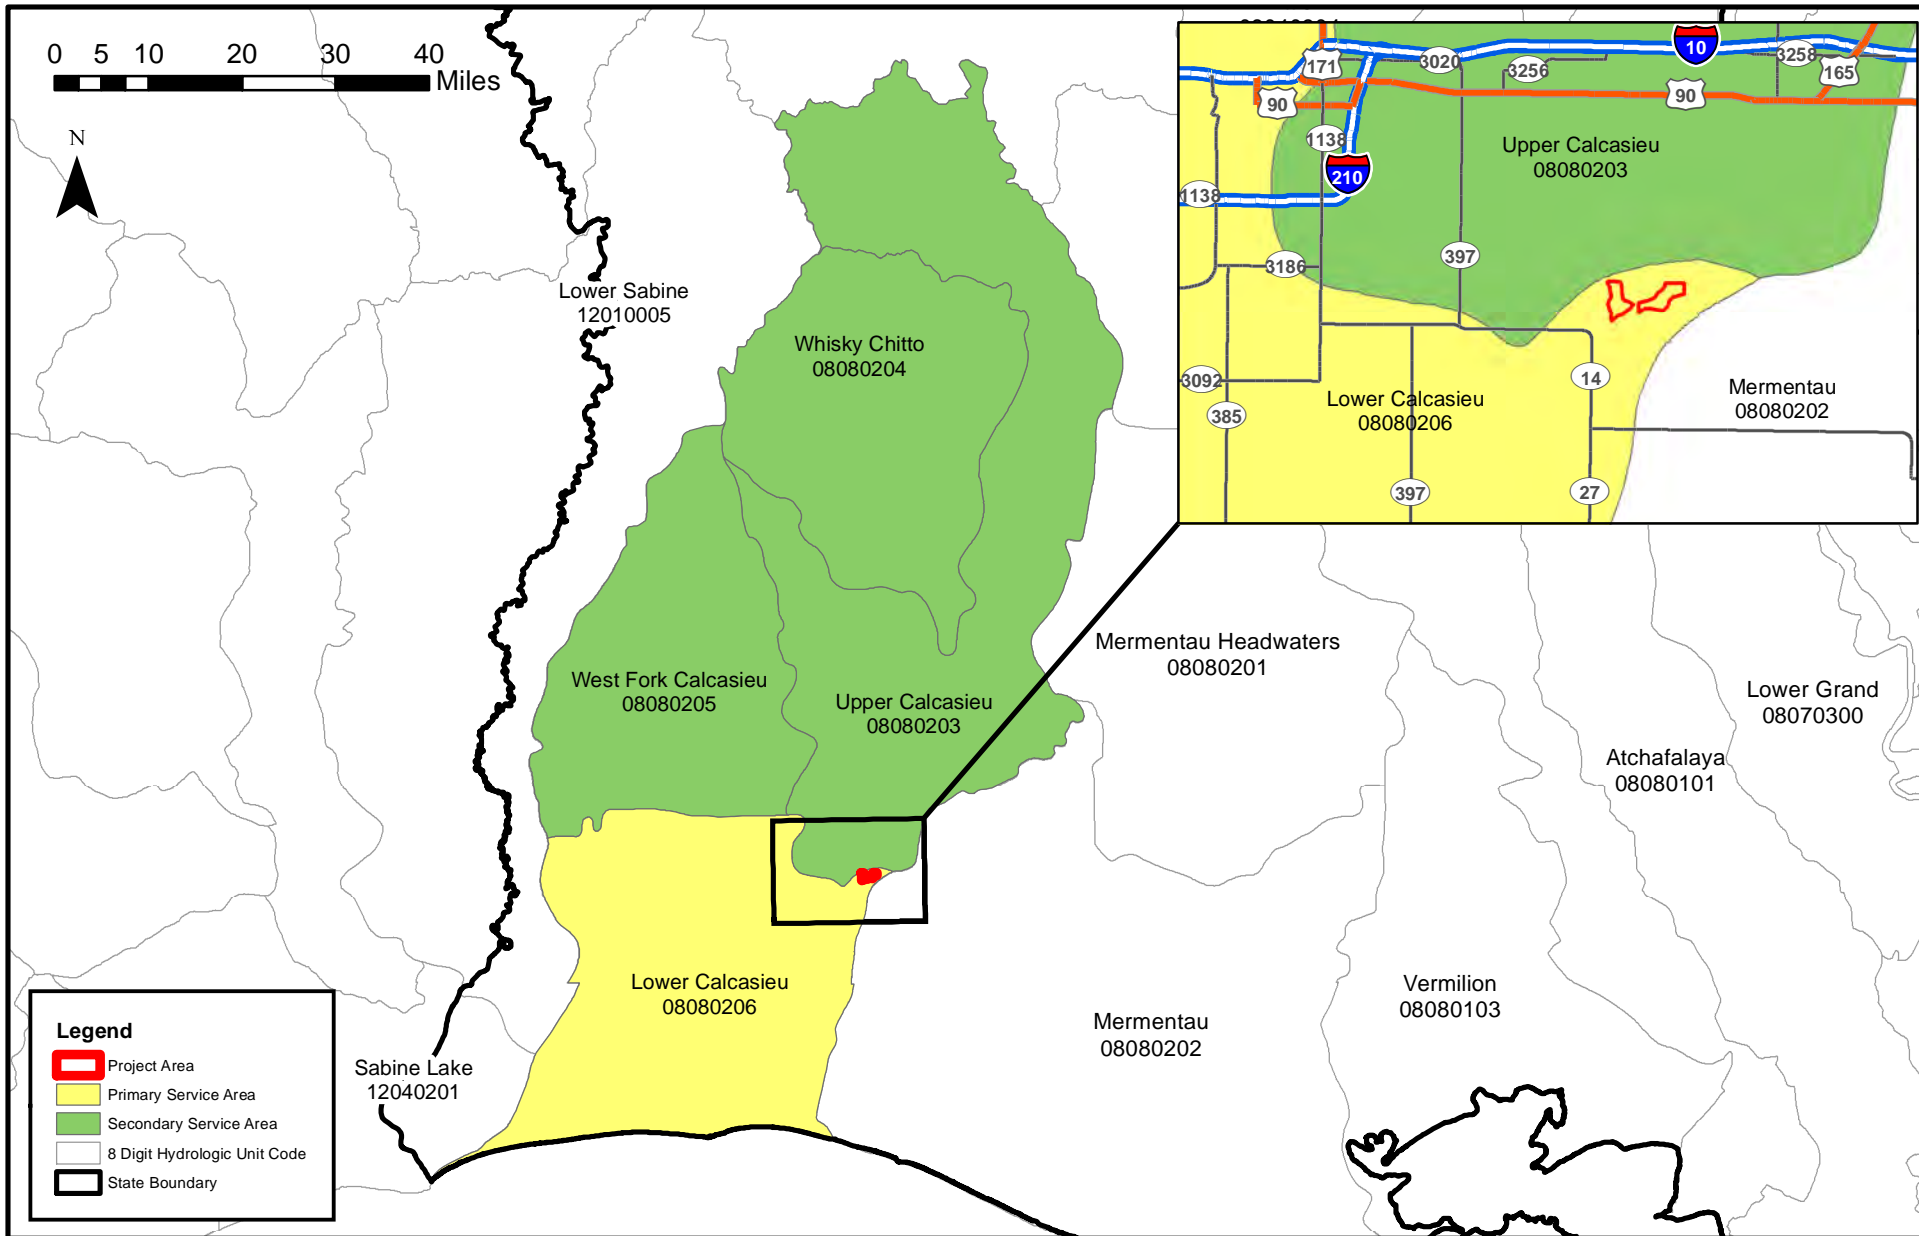 0 5 10 20 30 40
Miles
N
Lower Sabine
12010005
Whisky Chitto
08080204
West Fork Calcasieu
08080205
Upper Calcasieu
08080203
Lower Calcasieu
08080206
Sabine Lake
12040201
Mermentau Headwaters
08080201
Mermentau
08080202
Vermilion
08080103
Atchafalaya
08080101
Lower Grand
08070300
171
3020
10
3258
165
3256
90
90
1138
210
1138
Upper Calcasieu
08080203
3186
397
3092
385
14
Lower Calcasieu
08080206
Mermentau
08080202
397
27
Legend
Project Area
Primary Service Area
Secondary Service Area
8 Digit Hydrologic Unit Code
State Boundary